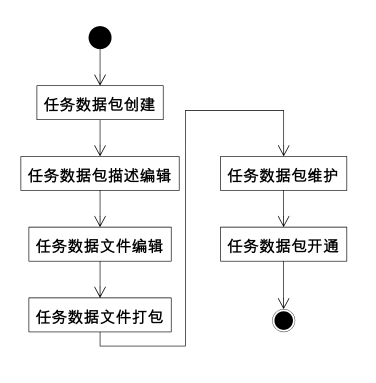 任务数据包创建
任务数据包描述编辑
任务数据文件编辑
任务数据文件打包
任务数据包维护
任务数据包开通